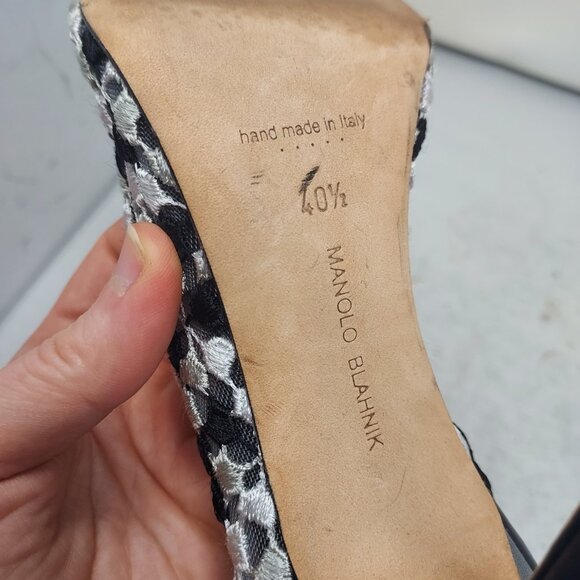 hand made in Italy
40½
MANOLO BLAHNIK